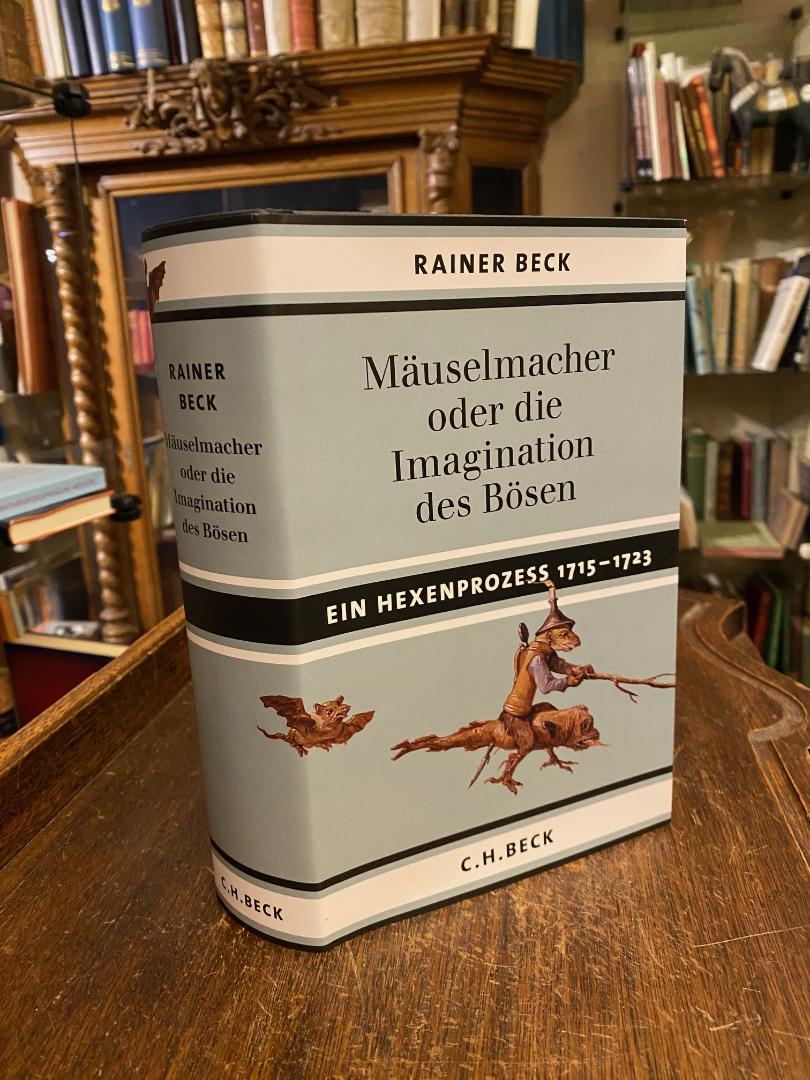 RAINER BECK
Mäuselmacher
oder die
Imagination
des Bösen
EIN HEXENPROZESS 1715–1723
C.H.BECK
RAINER
BECK
Mäuselmacher
oder die
Imagination
des Bösen
C.H.BECK